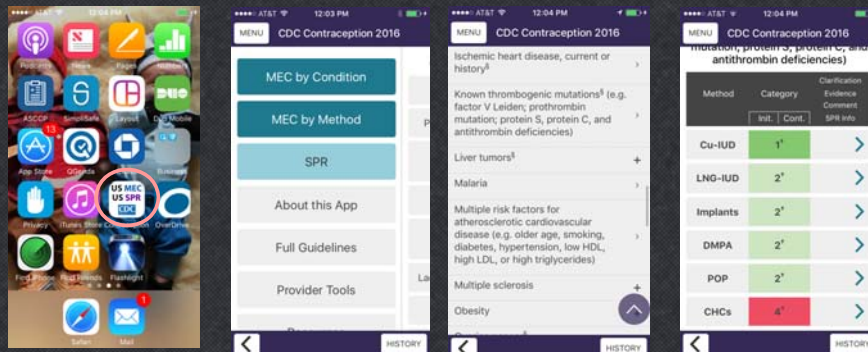 AT&T
Podcasts
News
Pages
Numbers
ASCCP
SimpliSafe
Layout
Duo Mobile
13
App Store
QGenda
Business
US MEC
US SPR
CDC
Privacy
iTunes Store
OverDrive
Find iPhone
Find Friends
Flashlight
1
Safari
Mail
AT&T 12:03 PM
MENU CDC Contraception 2016
MEC by Condition
MEC by Method
SPR
About this App
Full Guidelines
Provider Tools
HISTORY
AT&T 12:04 PM
MENU CDC Contraception 2016
Ischemic heart disease, current or
history§
Known thrombogenic mutations§ (e.g.
factor V Leiden; prothrombin
mutation; protein S, protein C, and
antithrombin deficiencies)
Liver tumors§
Malaria
Multiple risk factors for
atherosclerotic cardiovascular
disease (e.g. older age, smoking,
diabetes, hypertension, low HDL,
high LDL, or high triglycerides)
Multiple sclerosis
Obesity
HISTORY
AT&T 12:04 PM
MENU CDC Contraception 2016
mutation; protein S, protein C, and
antithrombin deficiencies)
Method Category Clarification
Evidence
Comment
Init. Cont. SPR Info
Cu-IUD 1
LNG-IUD 2
Implants 2
DMPA 2
POP 2
CHCs 4
HISTORY